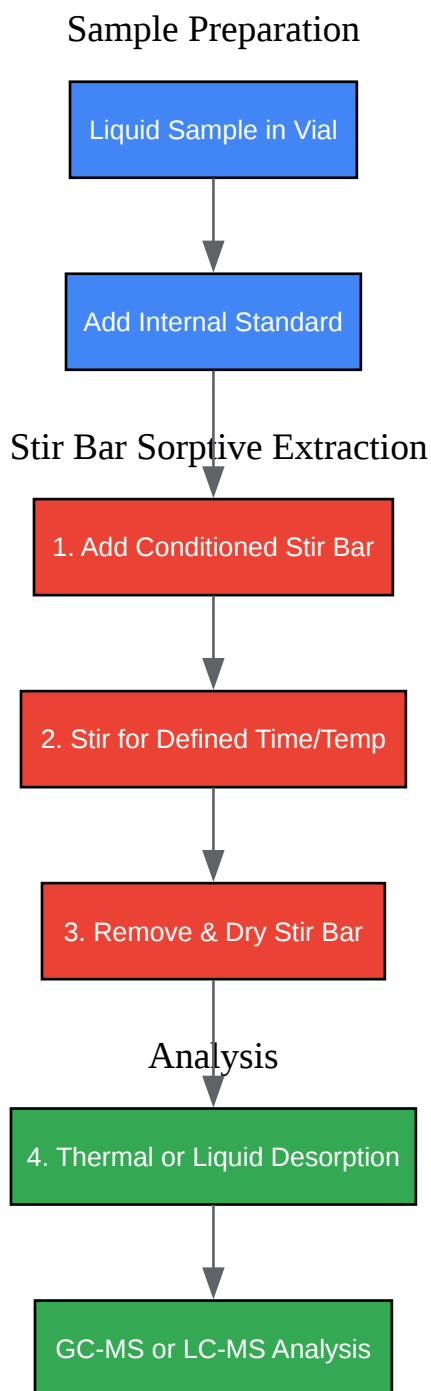 Sample Preparation
Liquid Sample in Vial
Add Internal Standard
Stir Bar Sorptive Extraction
1. Add Conditioned Stir Bar
2. Stir for Defined Time/Temp
3. Remove & Dry Stir Bar
Analysis
4. Thermal or Liquid Desorption
GC-MS or LC-MS Analysis